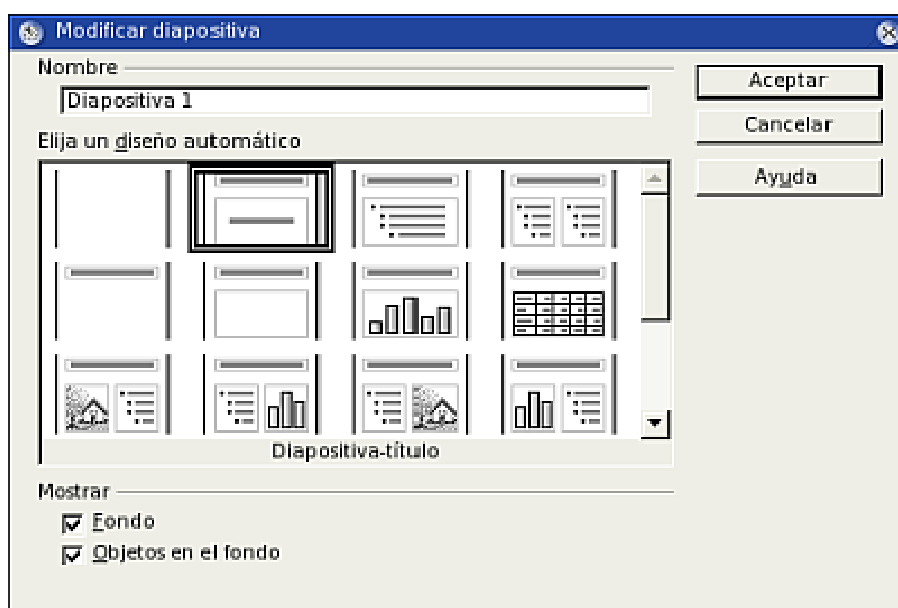 Modificar diapositiva
Nombre
Aceptar
Diapositiva 1
Cancelar
Elija un diseño automático
Ayuda
Diapositiva-título
Mostrar
Fondo
Objetos en el fondo